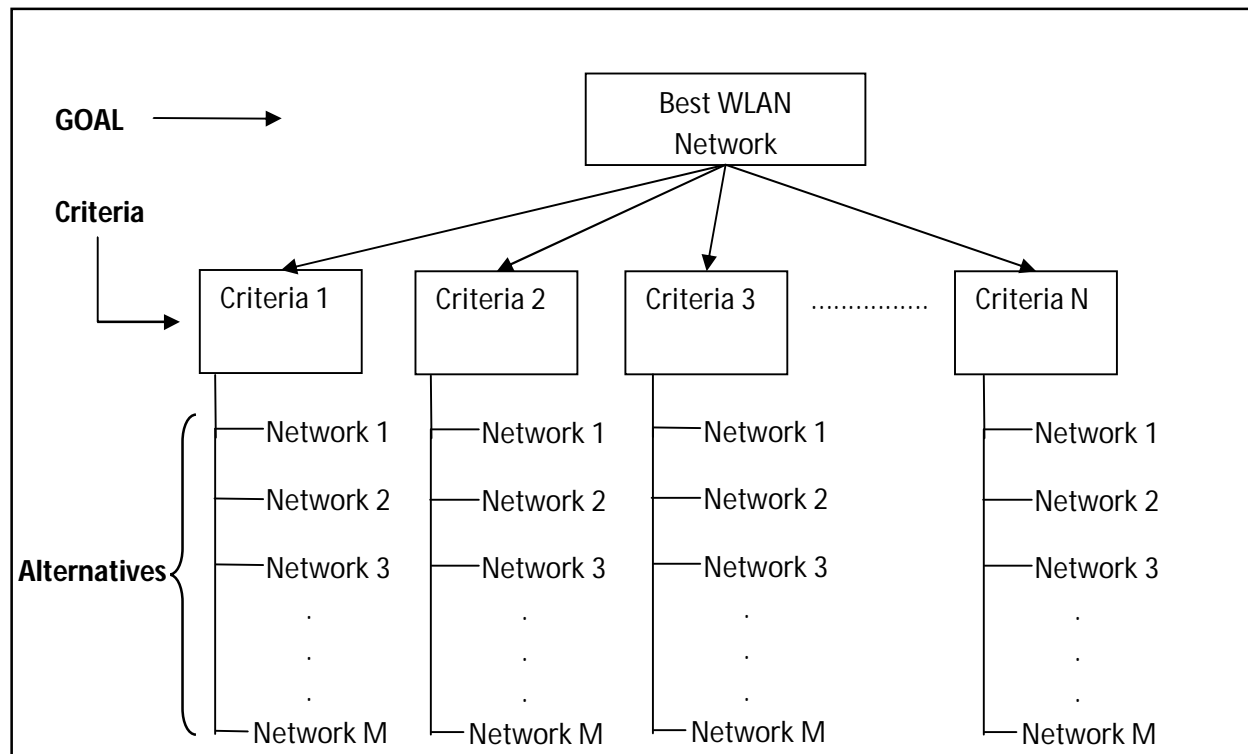 Best WLAN
Network
GOAL
Criteria
Criteria 1 Criteria 2 Criteria 3 ............... Criteria N
Network 1 Network 1 Network 1 Network 1
Network 2 Network 2 Network 2 Network 2
Alternatives Network 3 Network 3 Network 3 Network 3
. . . .
. . . .
. . . .
Network M Network M Network M Network M